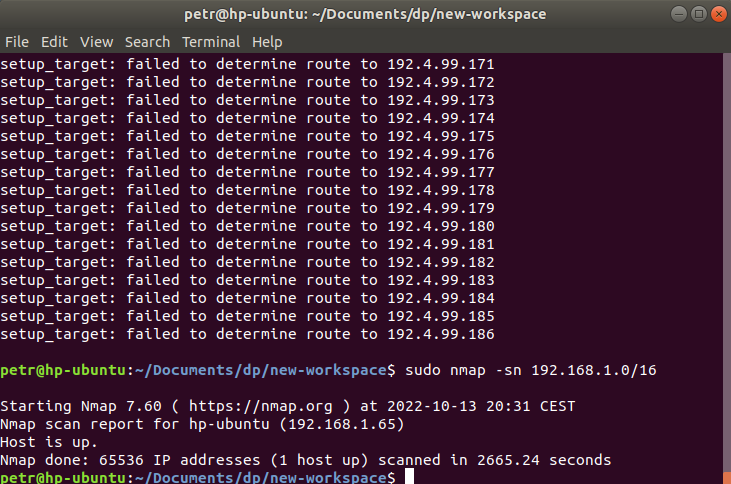 petr@hp-ubuntu: ~/Documents/dp/new-workspace
File Edit View Search Terminal Help
setup_target: failed to determine route to 192.4.99.171
setup_target: failed to determine route to 192.4.99.172
setup_target: failed to determine route to 192.4.99.173
setup_target: failed to determine route to 192.4.99.174
setup_target: failed to determine route to 192.4.99.175
setup_target: failed to determine route to 192.4.99.176
setup_target: failed to determine route to 192.4.99.177
setup_target: failed to determine route to 192.4.99.178
setup_target: failed to determine route to 192.4.99.179
setup_target: failed to determine route to 192.4.99.180
setup_target: failed to determine route to 192.4.99.181
setup_target: failed to determine route to 192.4.99.182
setup_target: failed to determine route to 192.4.99.183
setup_target: failed to determine route to 192.4.99.184
setup_target: failed to determine route to 192.4.99.185
setup_target: failed to determine route to 192.4.99.186
petr@hp-ubuntu:~/Documents/dp/new-workspace$ sudo nmap -sn 192.168.1.0/16
Starting Nmap 7.60 ( https://nmap.org ) at 2022-10-13 20:31 CEST
Nmap scan report for hp-ubuntu (192.168.1.65)
Host is up.
Nmap done: 65536 IP addresses (1 host up) scanned in 2665.24 seconds
petr@hp-ubuntu:~/Documents/dp/new-workspace$